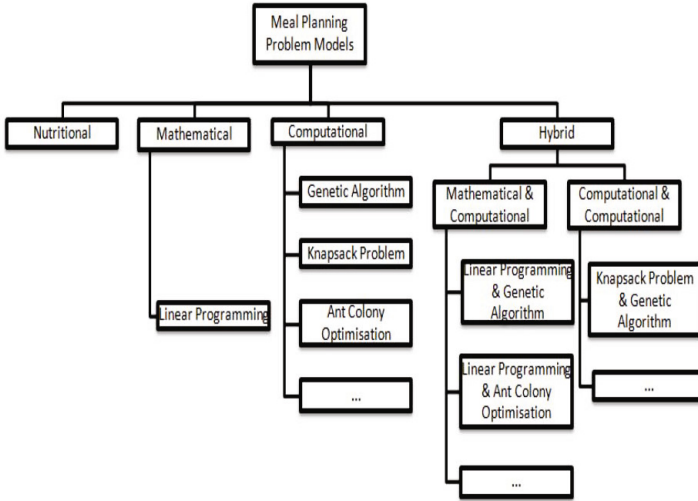 Meal Planning
Problem Models
Nutritional
Mathematical
Computational
Hybrid
Genetic Algorithm
Knapsack Problem
Linear Programming
Ant Colony
Optimisation
...
Mathematical &
Computational
Linear Programming
& Genetic
Algorithm
Linear Programming
& Ant Colony
Optimisation
...
Computational &
Computational
Knapsack Problem
& Genetic
Algorithm
...